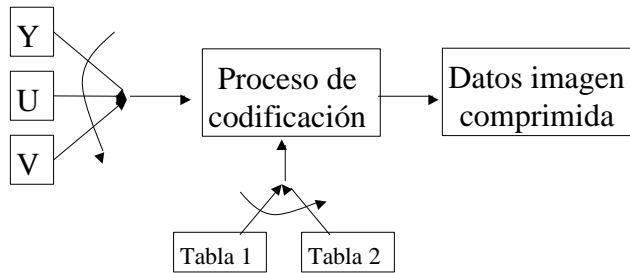 Y
U
V
Proceso de
codificación
Datos imagen
comprimida
Tabla 1
Tabla 2